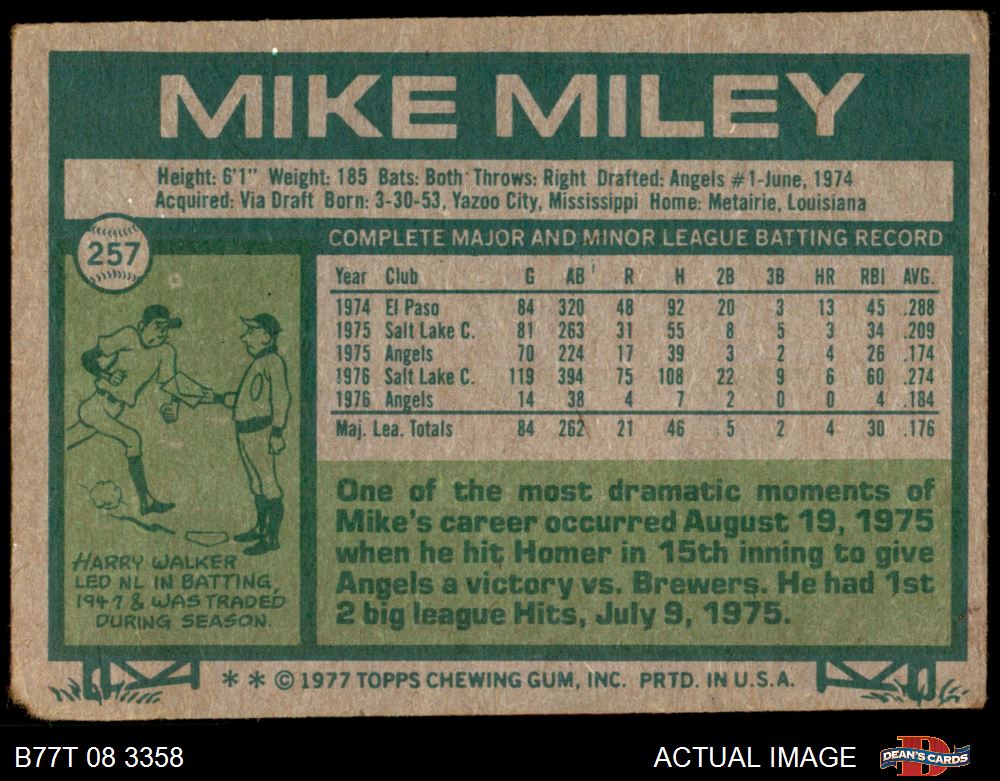 MIKE MILEY
Height: 6'1" Weight: 185 Bats: Both Throws: Right Drafted: Angels #1-June, 1974
Acquired: Via Draft Born: 3-30-53, Yazoo City, Mississippi Home: Metairie, Louisiana
257
COMPLETE MAJOR AND MINOR LEAGUE BATTING RECORD
Year Club G AB R H 2B 3B HR RBI AVG.
1974 El Paso 84 320 48 92 20 3 13 45 .288
1975 Salt Lake C. 81 263 31 55 8 5 3 34 .209
1975 Angels 70 224 17 39 3 2 4 26 .174
1976 Salt Lake C. 119 394 75 108 22 9 6 60 .274
1976 Angels 14 38 4 7 2 0 0 4 .184
Maj. Lea. Totals 84 262 21 46 5 2 4 30 .176
One of the most dramatic moments of
Mike's career occurred August 19, 1975
when he hit Homer in 15th inning to give
Angels a victory vs. Brewers. He had 1st
2 big league Hits, July 9, 1975.
HARRY WALKER
LED NL IN BATTING,
1947 & WAS TRADED
DURING SEASON.
* * © 1977 TOPPS CHEWING GUM, INC. PRTD. IN U.S.A.
B77T 08 3358
ACTUAL IMAGE
DEAN'S CARDS